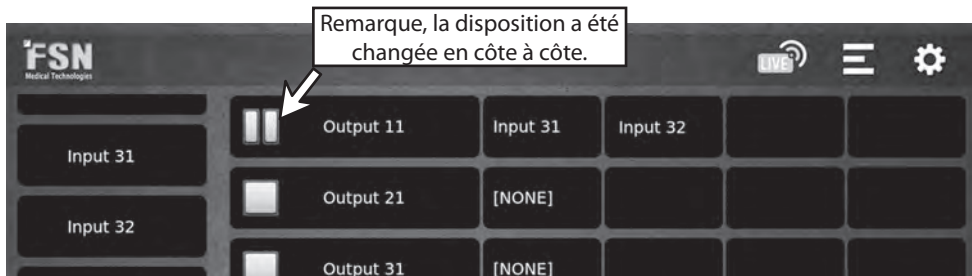 Remarque, la disposition a été
changée en côte à côte.
FSN
Medical Technologies
LIVE
Output 11
Input 31
Input 32
Input 31
Output 21
[NONE]
Input 32
Output 31
[NONE]